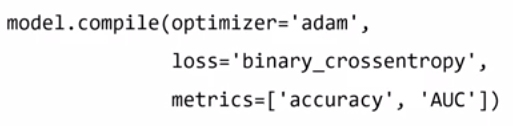 model.compile(optimizer='adam',
              loss='binary_crossentropy',
              metrics=['accuracy', 'AUC'])